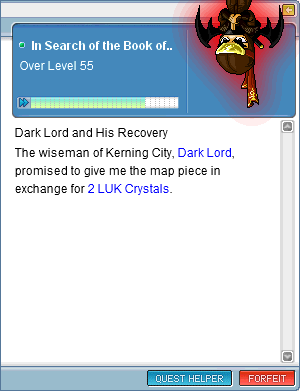 In Search of the Book of..
Over Level 55
Dark Lord and His Recovery
The wiseman of Kerning City, Dark Lord,
promised to give me the map piece in
exchange for 2 LUK Crystals.
QUEST HELPER
FORFEIT